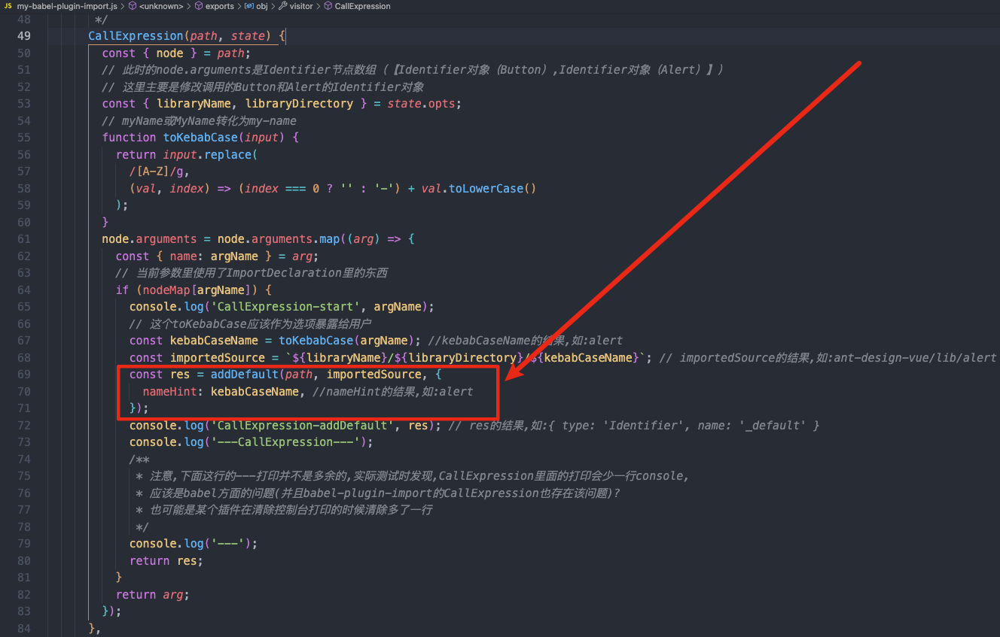 JS my-babel-plugin-import.js > <unknown> > exports > obj > visitor > CallExpression
48 */
49 CallExpression(path, state) {
50 const { node } = path;
51 // 此时的node.arguments是Identifier节点数组（【Identifier对象（Button）,Identifier对象（Alert）】）
52 // 这里主要是修改调用的Button和Alert的Identifier对象
53 const { libraryName, libraryDirectory } = state.opts;
54 // myName或MyName转化为my-name
55 function toKebabCase(input) {
56 return input.replace(
57 /[A-Z]/g,
58 (val, index) => (index === 0 ? '' : '-') + val.toLowerCase()
59 );
60 }
61 node.arguments = node.arguments.map((arg) => {
62 const { name: argName } = arg;
63 // 当前参数里使用了ImportDeclaration里的东西
64 if (nodeMap[argName]) {
65 console.log('CallExpression-start', argName);
66 // 这个toKebabCase应该作为选项暴露给用户
67 const kebabCaseName = toKebabCase(argName); //kebabCaseName的结果,如:alert
68 const importedSource = `${libraryName}/${libraryDirectory}/${kebabCaseName}`; // importedSource的结果,如:ant-design-vue/lib/alert
69 const res = addDefault(path, importedSource, {
70 nameHint: kebabCaseName, //nameHint的结果,如:alert
71 });
72 console.log('CallExpression-addDefault', res); // res的结果,如:{ type: 'Identifier', name: '_default' }
73 console.log('---CallExpression---');
74 /**
75 * 注意,下面这行的---打印并不是多余的,实际测试时发现,CallExpression里面的打印会少一行console,
76 * 应该是babel方面的问题(并且babel-plugin-import的CallExpression也存在该问题)?
77 * 也可能是某个插件在清除控制台打印的时候清除多了一行
78 */
79 console.log('---');
80 return res;
81 }
82 return arg;
83 });
84 },